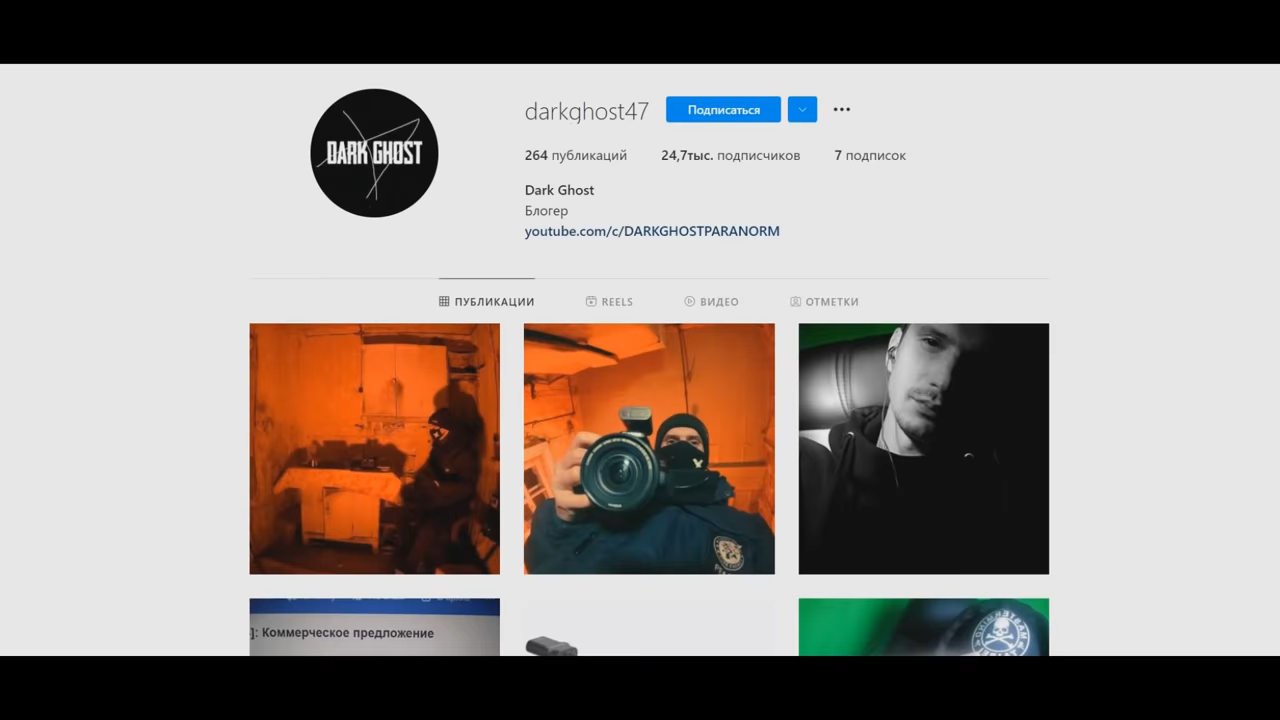 DARK GHOST
darkghost47 Подписаться
264 публикаций 24,7тыс. подписчиков 7 подписок
Dark Ghost
Блогер
youtube.com/c/DARKGHOSTPARANORM
ПУБЛИКАЦИИ REELS ВИДЕО ОТМЕТКИ
]: Коммерческое предложение